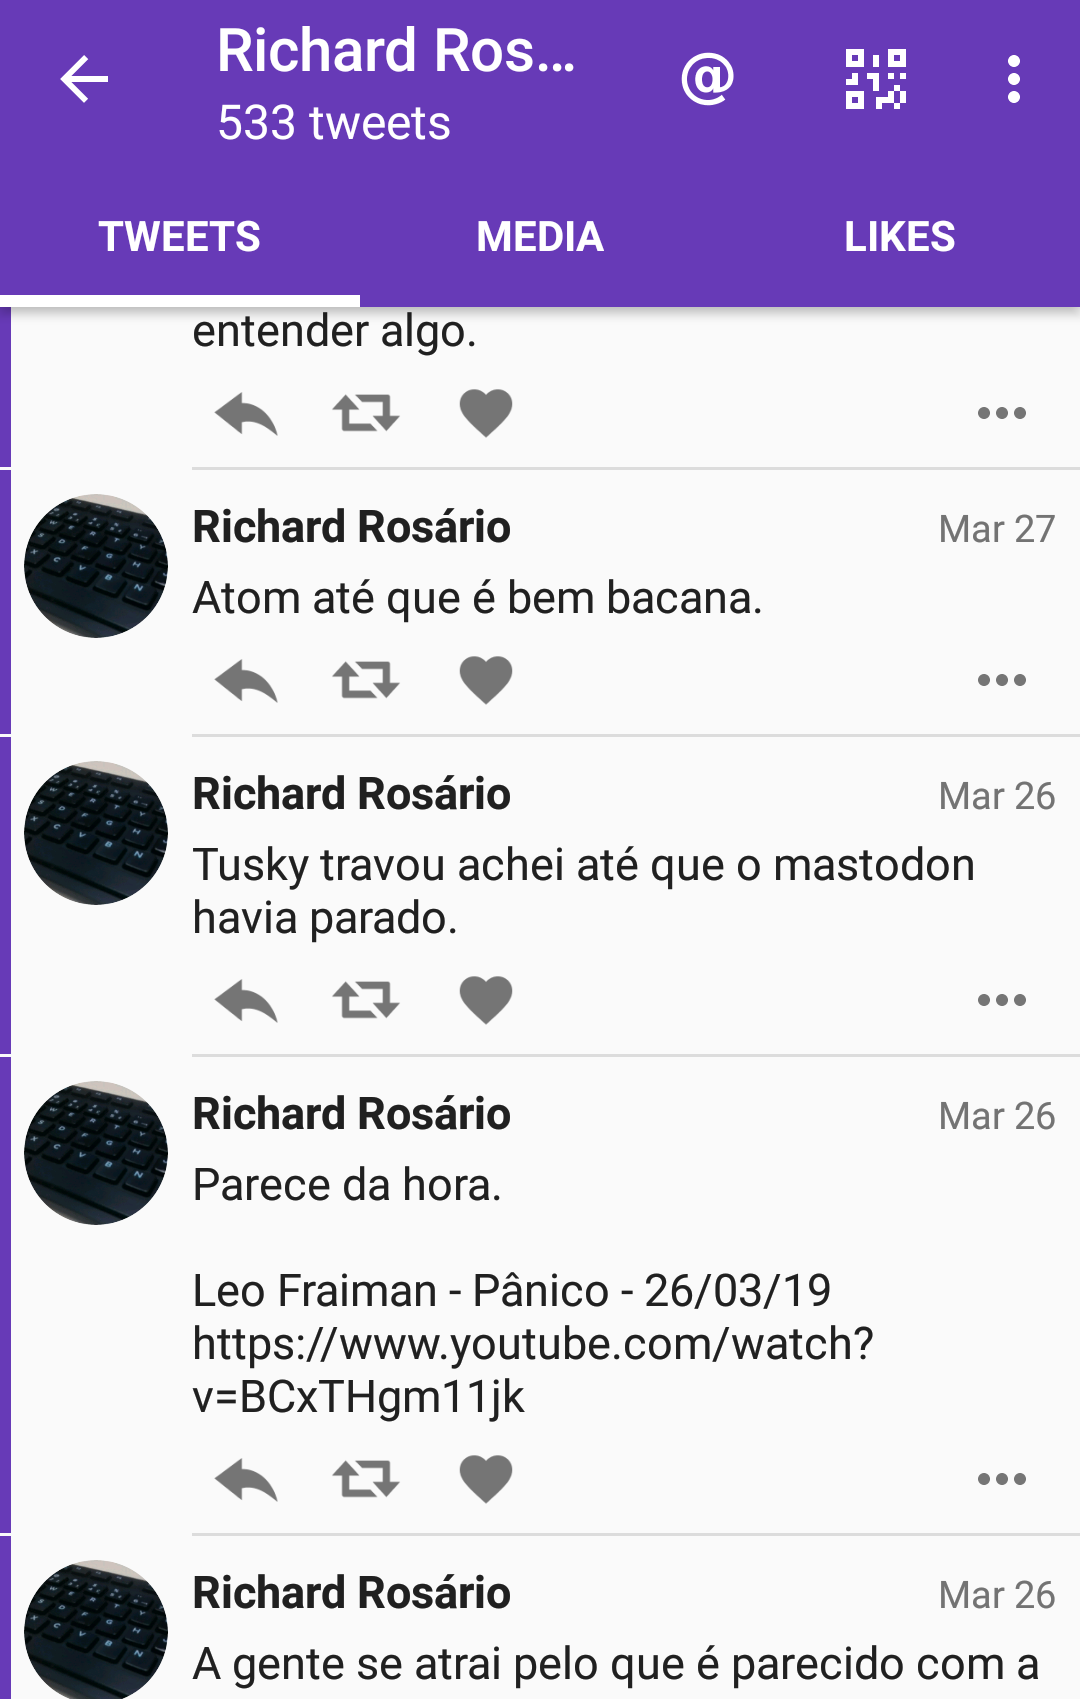 Richard Ros...
533 tweets
TWEETS
MEDIA
LIKES
entender algo.
Richard Rosário
Mar 27
Atom até que é bem bacana.
Richard Rosário
Mar 26
Tusky travou achei até que o mastodon
havia parado.
Richard Rosário
Mar 26
Parece da hora.
Leo Fraiman - Pânico - 26/03/19
https://www.youtube.com/watch?
v=BCxTHgm11jk
Richard Rosário
Mar 26
A gente se atrai pelo que é parecido com a